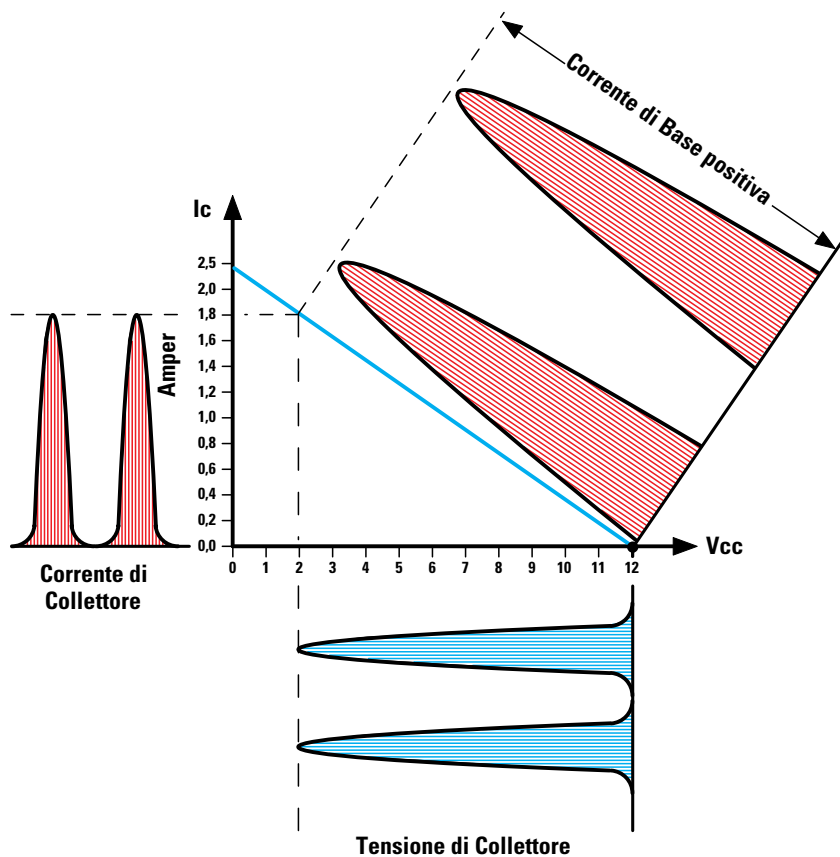 Corrente di Base positiva
Ic
2,5
2,0
1,8
1,6
1.4
1,2
1,0
0,8
0,6
0,4
0,2
0,0
Amper
Vcc
0 1 2 3 4 5 6 7 8 9 10 11 12
Corrente di
Collettore
Tensione di Collettore